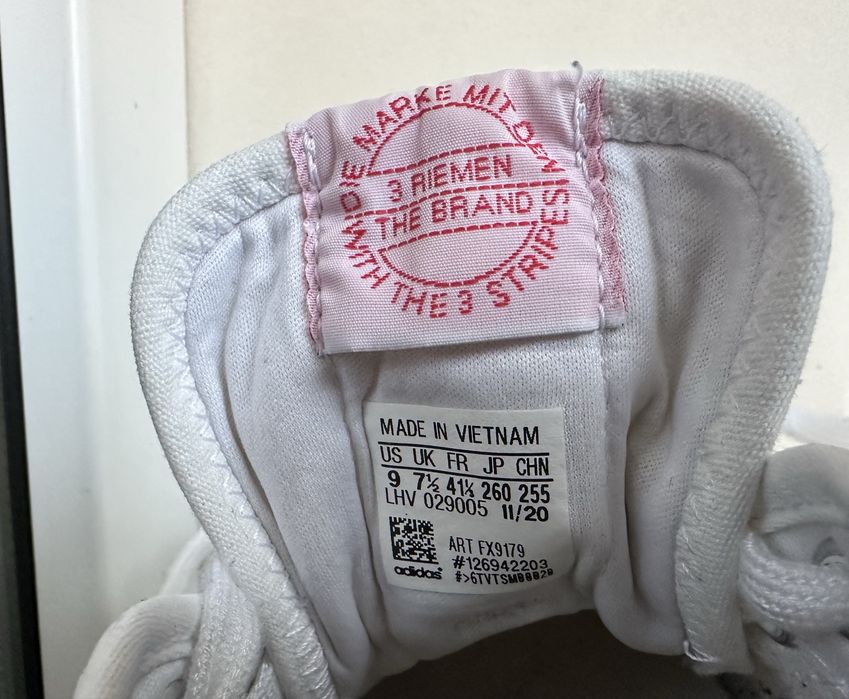 DIE MARKE MIT DEN
3 RIEMEN
THE BRAND
WITH THE 3 STRIPES
MADE IN VIETNAM
US UK FR JP CHN
9 7½ 41⅓ 260 255
LHV 029005 11/20
ART FX9179
#126942203
adidas